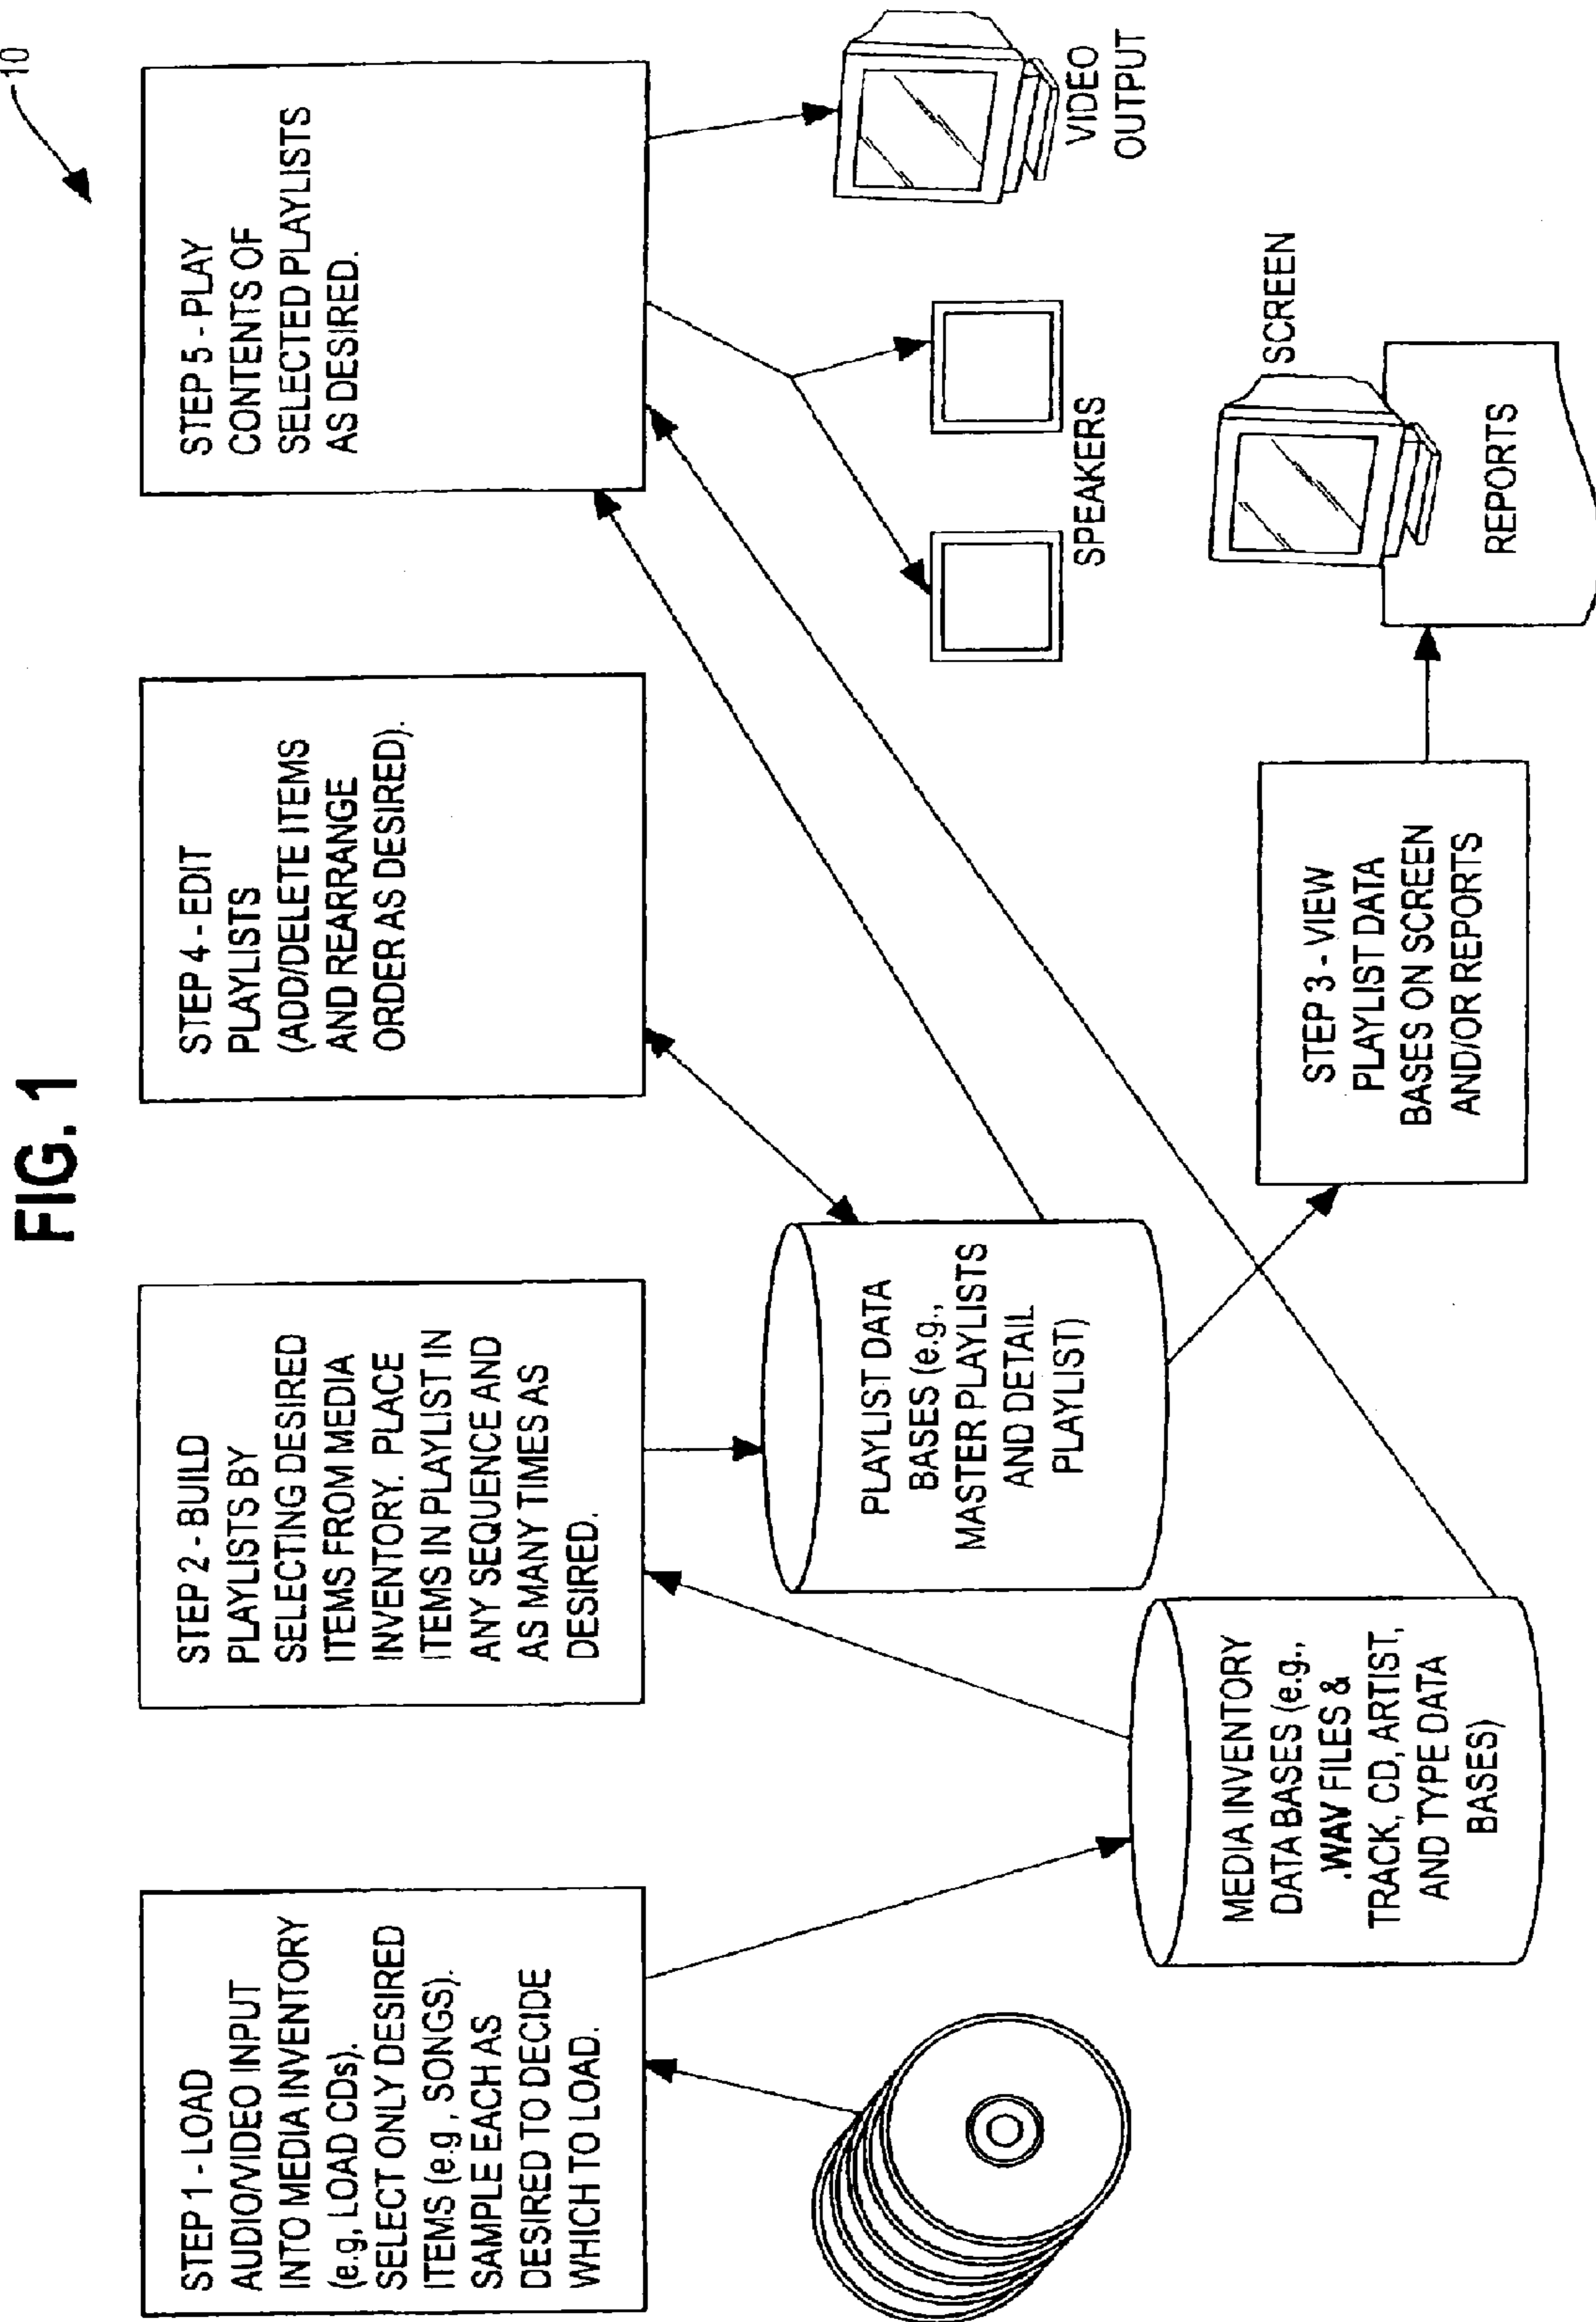 FIG. 1
10
STEP 1 - LOAD
AUDIO/VIDEO INPUT
INTO MEDIA INVENTORY
(e.g, LOAD CDs).
SELECT ONLY DESIRED
ITEMS (e.g., SONGS).
SAMPLE EACH AS
DESIRED TO DECIDE
WHICH TO LOAD.
STEP 2 - BUILD
PLAYLISTS BY
SELECTING DESIRED
ITEMS FROM MEDIA
INVENTORY. PLACE
ITEMS IN PLAYLIST IN
ANY SEQUENCE AND
AS MANY TIMES AS
DESIRED.
STEP 4 - EDIT
PLAYLISTS
(ADD/DELETE ITEMS
AND REARRANGE
ORDER AS DESIRED).
STEP 5 - PLAY
CONTENTS OF
SELECTED PLAYLISTS
AS DESIRED.
PLAYLIST DATA
BASES (e.g.,
MASTER PLAYLISTS
AND DETAIL
PLAYLIST)
SPEAKERS
VIDEO
OUTPUT
MEDIA INVENTORY
DATA BASES (e.g.,
.WAV FILES &
TRACK, CD, ARTIST,
AND TYPE DATA
BASES)
STEP 3 - VIEW
PLAYLIST DATA
BASES ON SCREEN
AND/OR REPORTS
SCREEN
REPORTS